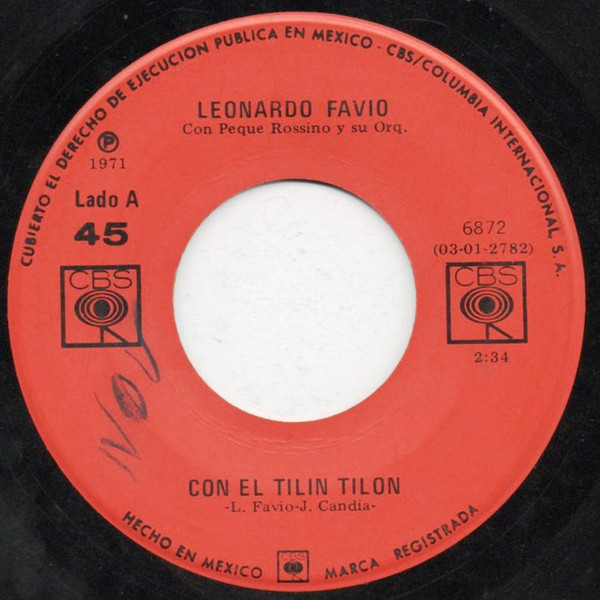 CUBIERTO EL DERECHO DE EJECUCION PUBLICA EN MEXICO - CBS/COLUMBIA INTERNACIONAL, S.A.
LEONARDO FAVIO
Con Peque Rossino y su Orq.
℗
1971
Lado A
45
6872
(03-01-2782)
CBS
CBS
2:34
CON EL TILIN TILON
-L. Favio-J. Candia-
HECHO EN MEXICO
CBS
MARCA REGISTRADA